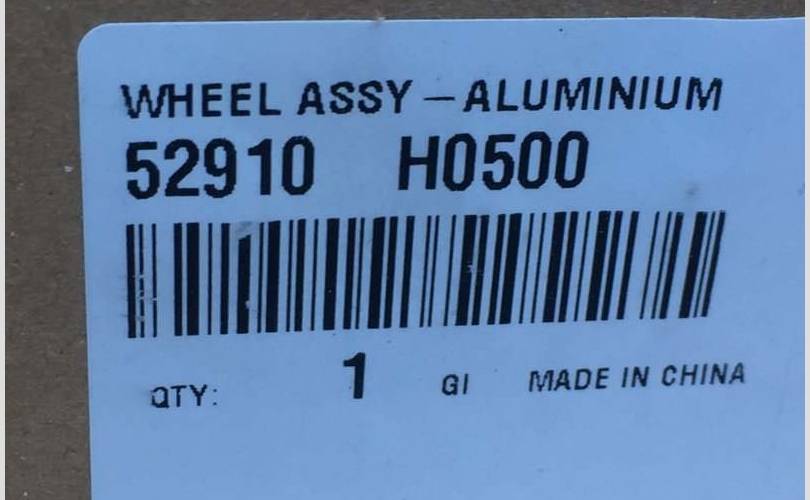 WHEEL ASSY – ALUMINIUM
52910 H0500
QTY: 1 GI MADE IN CHINA